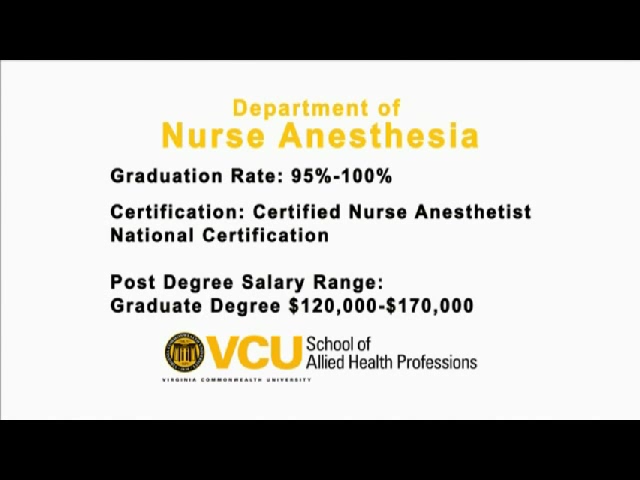 Department of
Nurse Anesthesia
Graduation Rate: 95%-100%
Certification: Certified Nurse Anesthetist
National Certification
Post Degree Salary Range:
Graduate Degree $120,000-$170,000
VCU School of
Allied Health Professions
VIRGINIA COMMONWEALTH UNIVERSITY